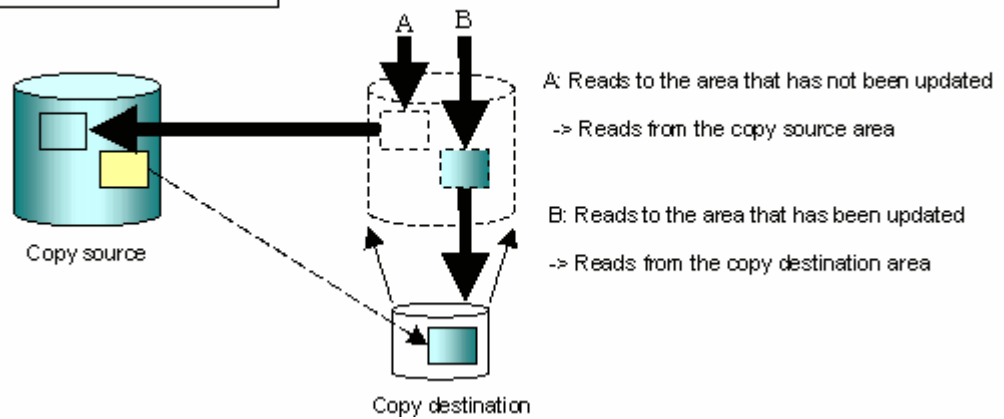 A B
A: Reads to the area that has not been updated
-> Reads from the copy source area
B: Reads to the area that has been updated
-> Reads from the copy destination area
Copy source
Copy destination